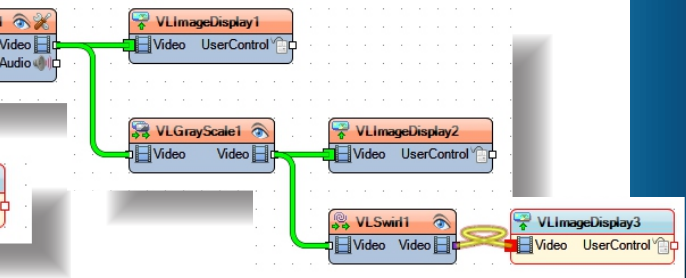 VLImageDisplay1
Video
Video UserControl
Audio
VLGrayScale1 VLImageDisplay2
Video Video Video UserControl
VLSwirl1 VLImageDisplay3
Video Video Video UserControl